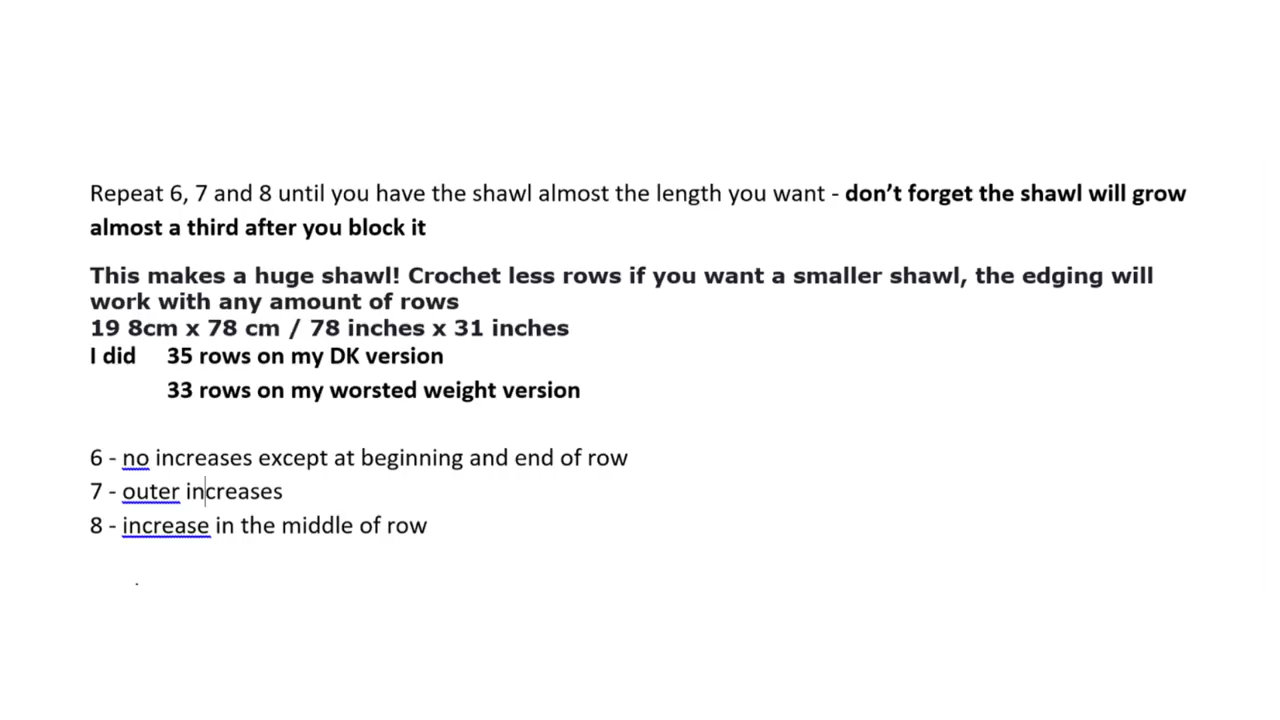 Repeat 6, 7 and 8 until you have the shawl almost the length you want - don’t forget the shawl will grow
almost a third after you block it
This makes a huge shawl! Crochet less rows if you want a smaller shawl, the edging will
work with any amount of rows
19 8cm x 78 cm / 78 inches x 31 inches
I did 35 rows on my DK version
33 rows on my worsted weight version
6 - no increases except at beginning and end of row
7 - outer increases
8 - increase in the middle of row